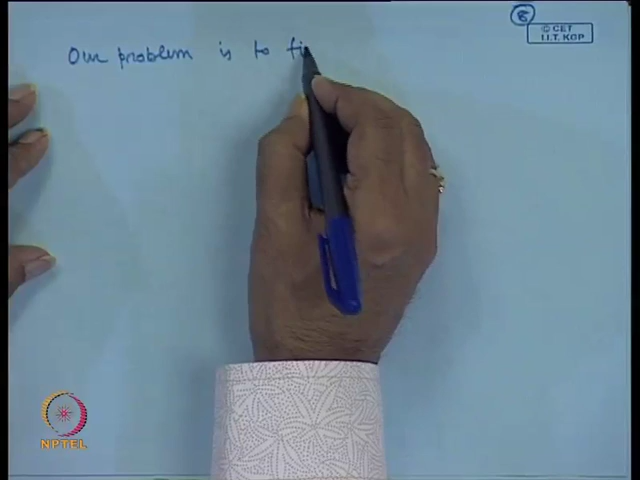 8
© CET
I.I.T. KGP
Our problem is to fi
NPTEL